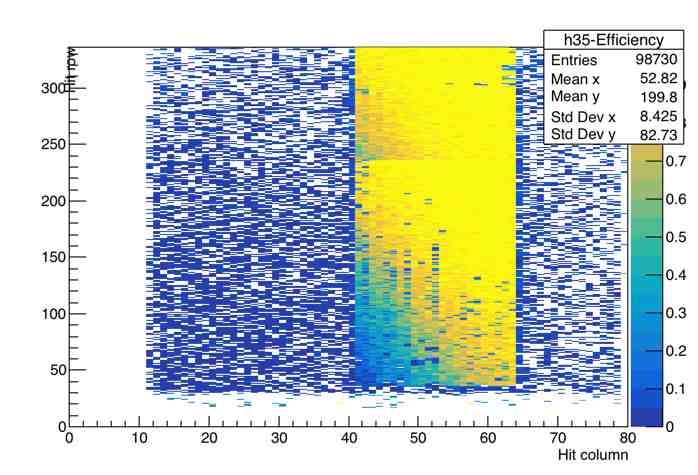 h35-Efficiency
Entries 98730
Mean x 52.82
Mean y 199.8
Std Dev x 8.425
Std Dev y 82.73
Hit row
300
250
200
150
100
50
0
0 10 20 30 40 50 60 70 80
Hit column
0.7
0.6
0.5
0.4
0.3
0.2
0.1
0